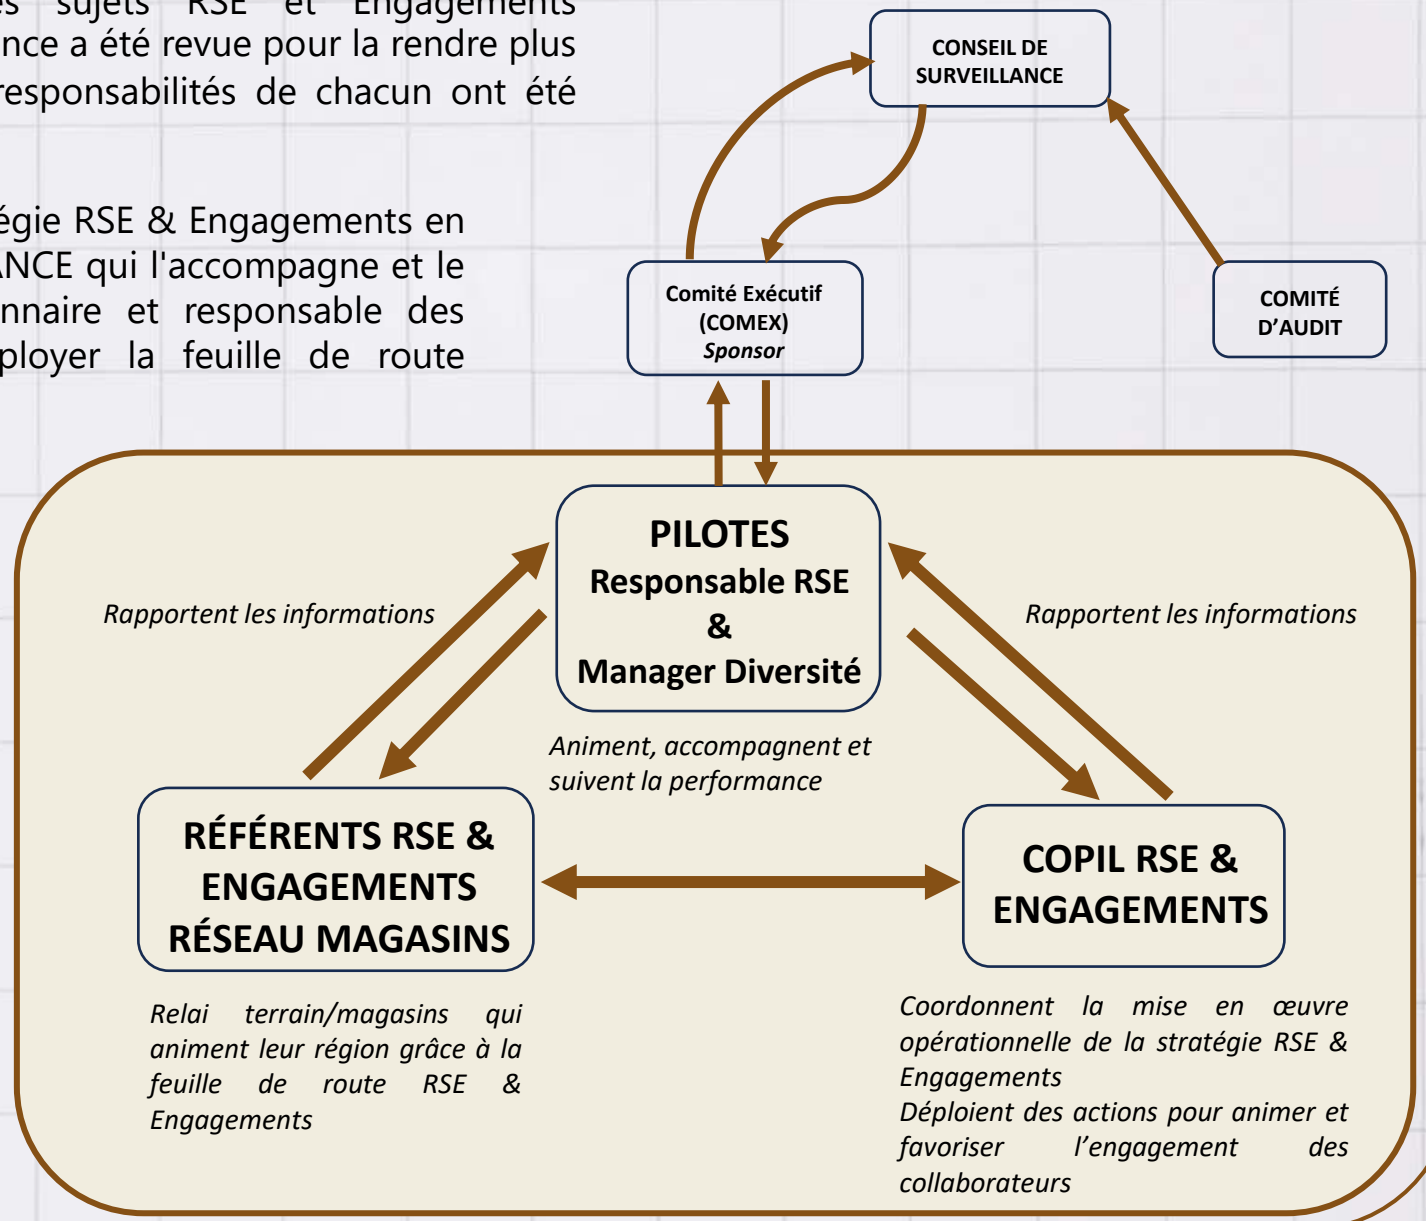 sujets RSE et Engagements
a été revue pour la rendre plus
responsabilités de chacun ont été
RSE & Engagements en
qui l'accompagne et le
et responsable des
la feuille de route
CONSEIL DE
SURVEILLANCE
Comité Exécutif
(COMEX)
Sponsor
COMITÉ
D’AUDIT
PILOTES
Responsable RSE
&
Manager Diversité
Rapportent les informations
Rapportent les informations
Animent, accompagnent et
suivent la performance
RÉFÉRENTS RSE &
ENGAGEMENTS
RÉSEAU MAGASINS
COPIL RSE &
ENGAGEMENTS
Relai terrain/magasins qui
animent leur région grâce à la
feuille de route RSE &
Engagements
Coordonnent la mise en œuvre
opérationnelle de la stratégie RSE &
Engagements
Déploient des actions pour animer et
favoriser l’engagement des
collaborateurs